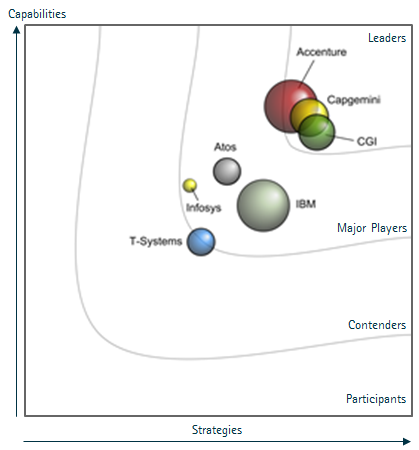 Capabilities
Leaders
Accenture
Capgemini
CGI
Atos
Infosys
IBM
Major Players
T-Systems
Contenders
Participants
Strategies